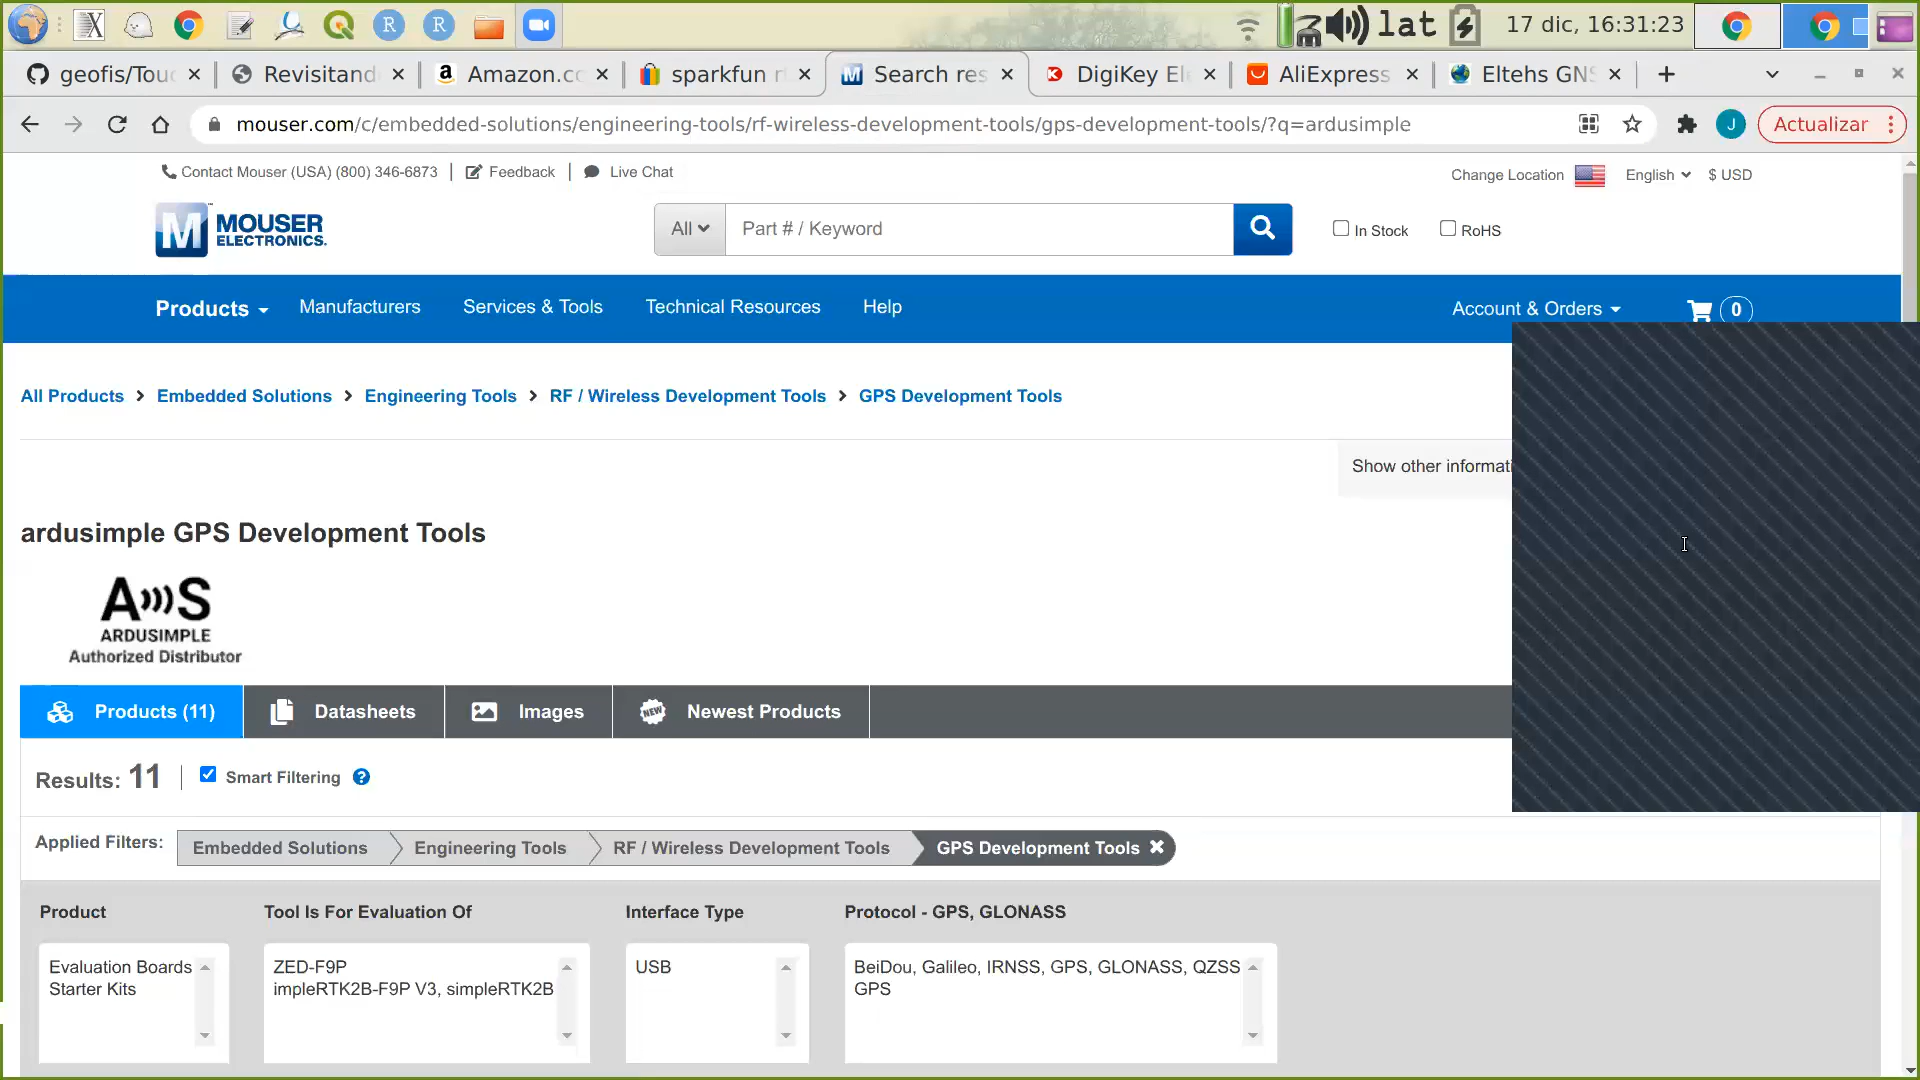 lat
17 dic, 16:31:23
geofis/Tou
Revisitand
Amazon.co
sparkfun r
Search res
DigiKey El
AliExpress
Eltehs GNS
mouser.com/c/embedded-solutions/engineering-tools/rf-wireless-development-tools/gps-development-tools/?q=ardusimple
J
Actualizar
Contact Mouser (USA) (800) 346-6873 | Feedback | Live Chat
Change Location English $ USD
M MOUSER ELECTRONICS.
All Part # / Keyword
In Stock RoHS
Products Manufacturers Services & Tools Technical Resources Help
Account & Orders 0
All Products > Embedded Solutions > Engineering Tools > RF / Wireless Development Tools > GPS Development Tools
Show other informati
ardusimple GPS Development Tools
A)))S
ARDUSIMPLE
Authorized Distributor
Products (11) Datasheets Images NEW Newest Products
Results: 11 Smart Filtering ?
Applied Filters: Embedded Solutions Engineering Tools RF / Wireless Development Tools GPS Development Tools
Product Tool Is For Evaluation Of Interface Type Protocol - GPS, GLONASS
Evaluation Boards ZED-F9P USB BeiDou, Galileo, IRNSS, GPS, GLONASS, QZSS
Starter Kits impleRTK2B-F9P V3, simpleRTK2B GPS